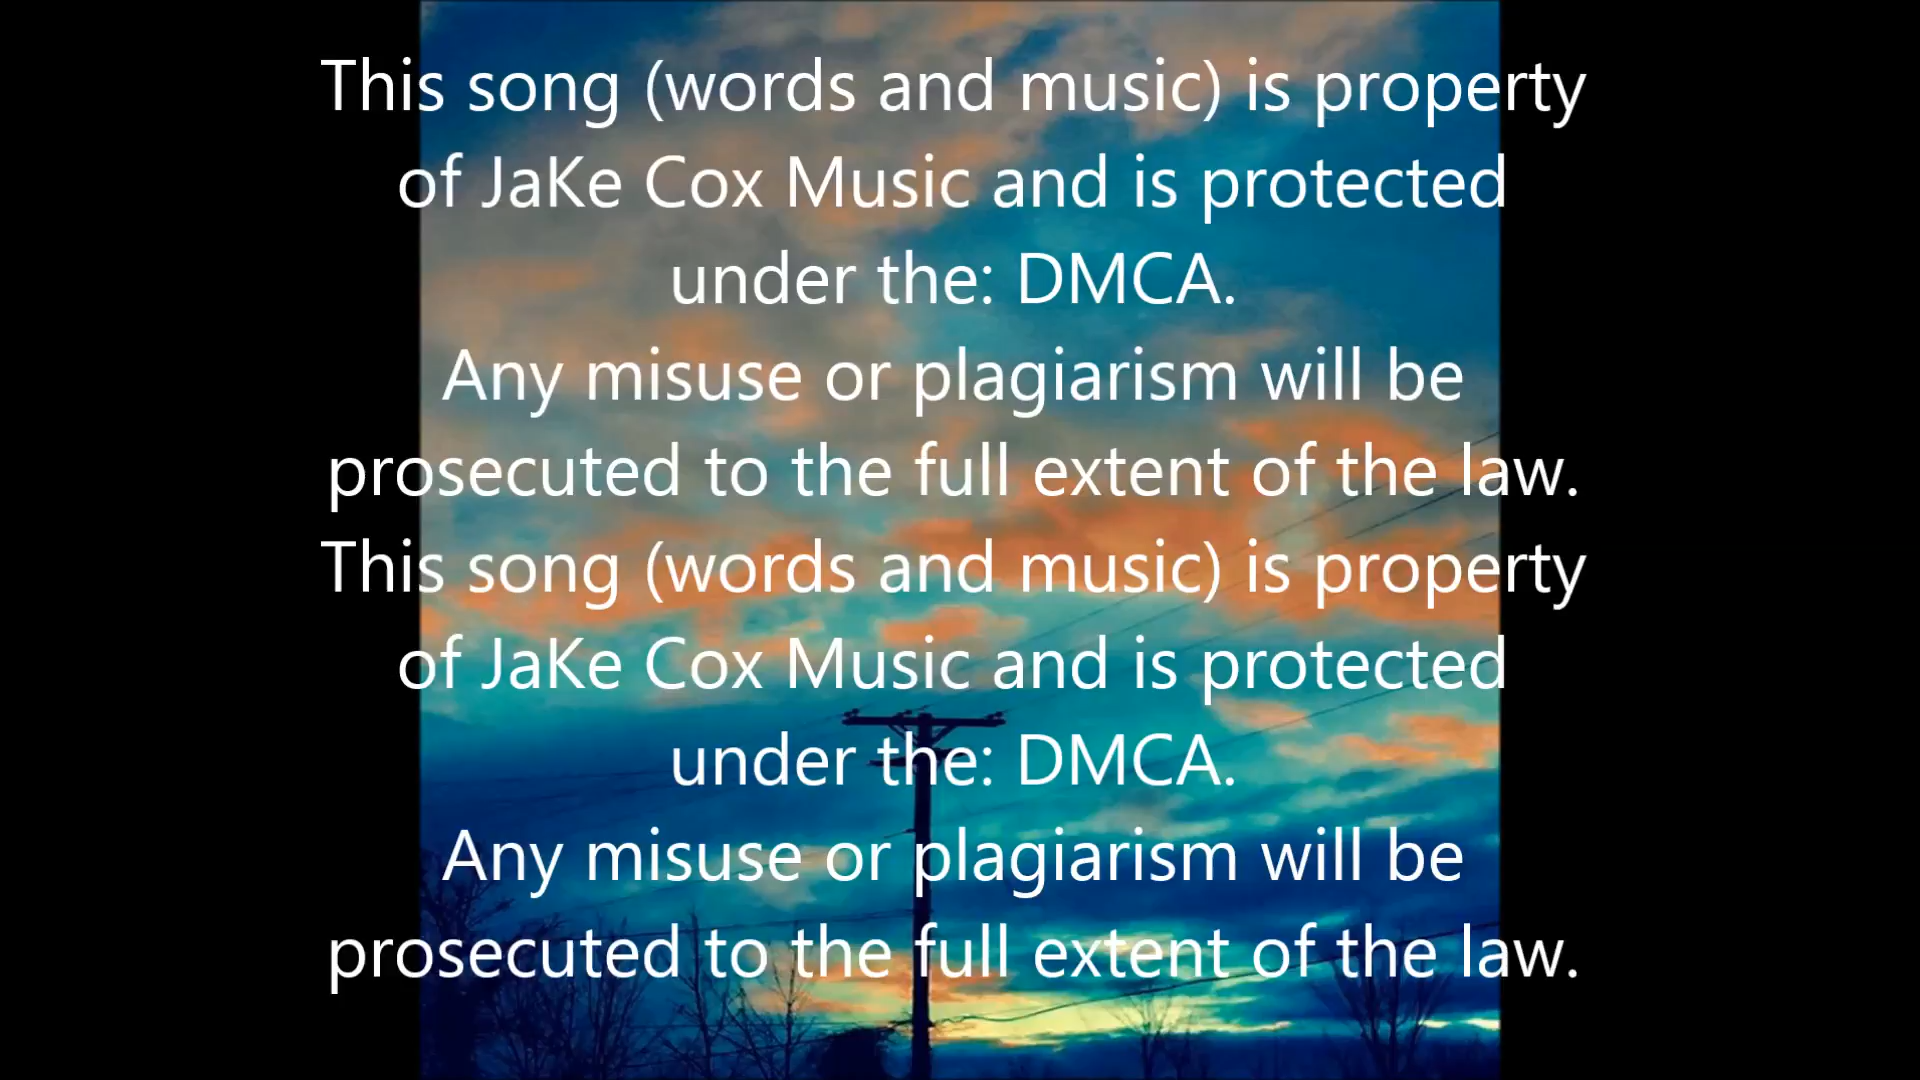 This song (words and music) is property
of JaKe Cox Music and is protected
under the: DMCA.
Any misuse or plagiarism will be
prosecuted to the full extent of the law.
This song (words and music) is property
of JaKe Cox Music and is protected
under the: DMCA.
Any misuse or plagiarism will be
prosecuted to the full extent of the law.